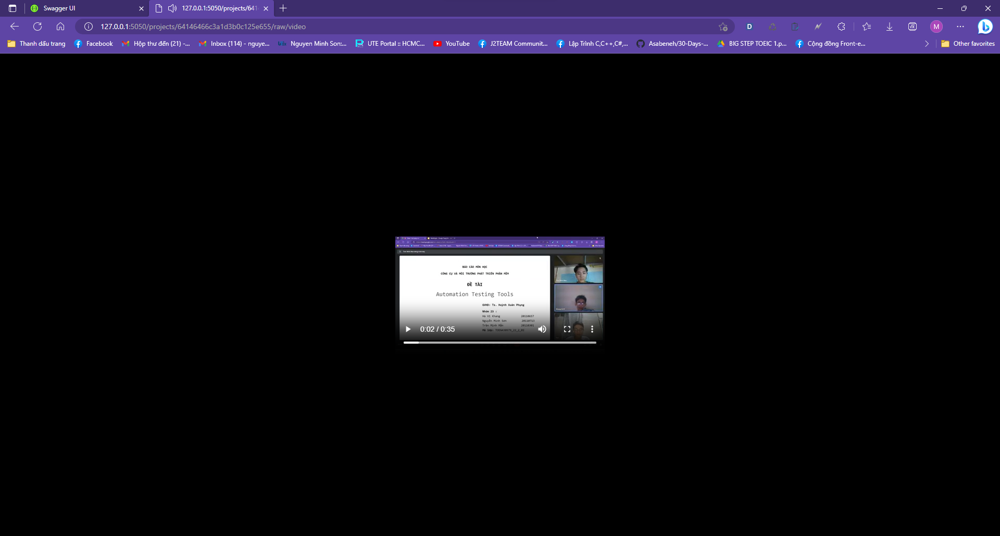 Swagger UI
127.0.0.1:5050/projects/641
127.0.0.1:5050/projects/64146466c3a1d3b0c125e655/raw/video
D
M
Thanh dấu trang
Facebook
Hộp thư đến (21) -...
Inbox (114) - nguye...
Nguyen Minh Son:...
UTE Portal :: HCMC...
YouTube
J2TEAM Communit...
Lập Trình C,C++,C#,...
Asabeneh/30-Days-...
BIG STEP TOEIC 1.p...
Cộng đồng Front-e...
Other favorites
BÁO CÁO MÔN HỌC
CÔNG CỤ VÀ MÔI TRƯỜNG PHÁT TRIỂN PHẦN MỀM
ĐỀ TÀI
Automation Testing Tools
GVHD: Ts. Huỳnh Xuân Phụng
Nhóm 23 :
Hà Vĩ Khang 20110657
Nguyễn Minh Sơn 20110713
Trần Minh Mẫn 20110301
Mã lớp:
0:02 / 0:35